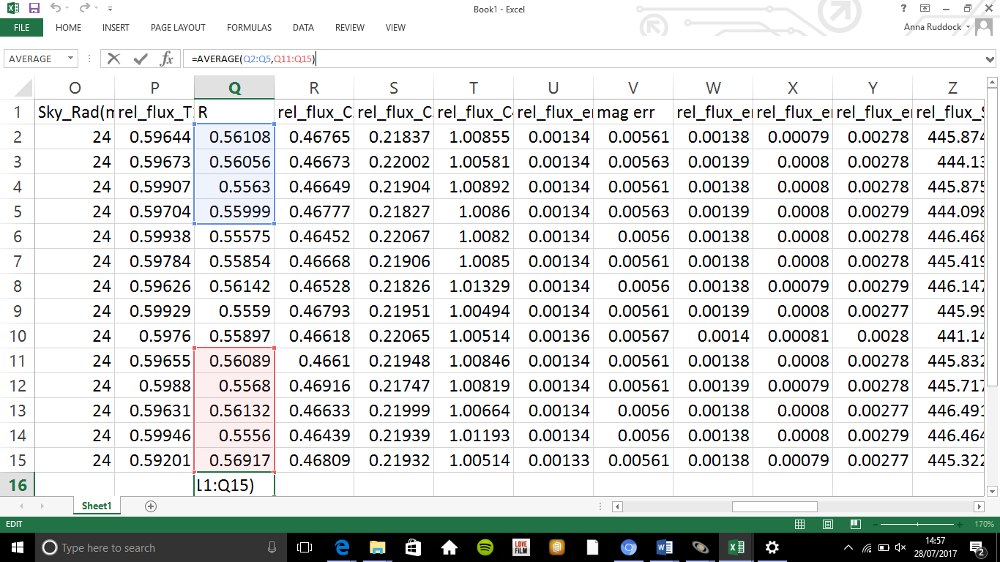 Book1 - Excel
FILE HOME INSERT PAGE LAYOUT FORMULAS DATA REVIEW VIEW Anna Ruddock
AVERAGE fx =AVERAGE(Q2:Q5,Q11:Q15)
O P Q R S T U V W X Y Z
1 Sky_Rad(m rel_flux_T R rel_flux_C rel_flux_C rel_flux_C rel_flux_e mag err rel_flux_e rel_flux_e rel_flux_e rel_flux_S
2 24 0.59644 0.56108 0.46765 0.21837 1.00855 0.00134 0.00561 0.00138 0.00079 0.00278 445.874
3 24 0.59673 0.56056 0.46673 0.22002 1.00581 0.00134 0.00563 0.00139 0.0008 0.00278 444.13
4 24 0.59907 0.5563 0.46649 0.21904 1.00892 0.00134 0.00561 0.00138 0.0008 0.00278 445.875
5 24 0.59704 0.55999 0.46777 0.21827 1.0086 0.00134 0.00563 0.00139 0.0008 0.00279 444.098
6 24 0.59938 0.55575 0.46452 0.22067 1.0082 0.00134 0.0056 0.00138 0.0008 0.00278 446.468
7 24 0.59784 0.55854 0.46668 0.21906 1.0085 0.00134 0.00561 0.00138 0.0008 0.00278 445.419
8 24 0.59626 0.56142 0.46528 0.21826 1.01329 0.00134 0.0056 0.00138 0.00079 0.00279 446.147
9 24 0.59929 0.5559 0.46793 0.21951 1.00494 0.00134 0.00561 0.00138 0.0008 0.00277 445.99
10 24 0.5976 0.55897 0.46618 0.22065 1.00514 0.00136 0.00567 0.0014 0.00081 0.0028 441.14
11 24 0.59655 0.56089 0.4661 0.21948 1.00846 0.00134 0.00561 0.00138 0.0008 0.00278 445.832
12 24 0.5988 0.5568 0.46916 0.21747 1.00819 0.00134 0.00561 0.00139 0.00079 0.00278 445.717
13 24 0.59631 0.56132 0.46633 0.21999 1.00664 0.00134 0.0056 0.00138 0.0008 0.00277 446.491
14 24 0.59946 0.5556 0.46439 0.21939 1.01193 0.00134 0.0056 0.00138 0.0008 0.00279 446.464
15 24 0.59201 0.56917 0.46809 0.21932 1.00514 0.00133 0.00561 0.00138 0.00079 0.00277 445.322
16 L1:Q15)
Sheet1
EDIT 170%
Type here to search LOVE FILM 14:57
28/07/2017 2